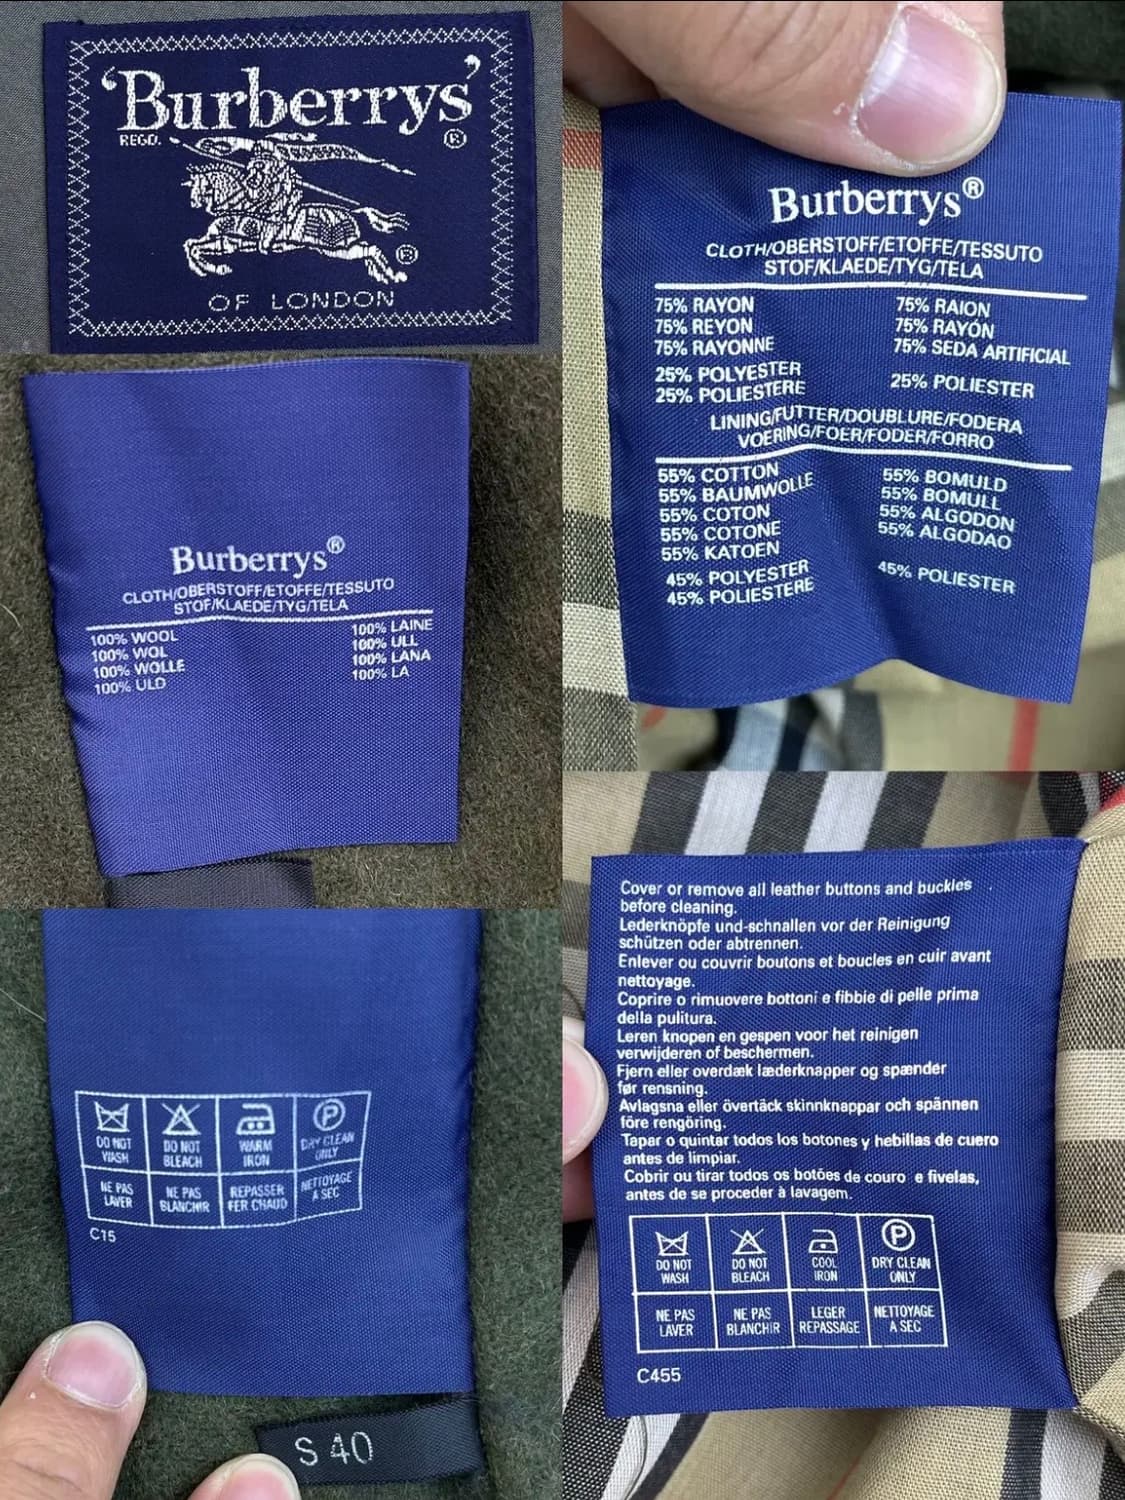 'Burberrys'
REGD. ®
®
OF LONDON
Burberrys®
CLOTH/OBERSTOFF/ETOFFE/TESSUTO
STOF/KLAEDE/TYG/TELA
75% RAYON 75% RAION
75% REYON 75% RAYÓN
75% RAYONNE 75% SEDA ARTIFICIAL
25% POLYESTER 25% POLIESTER
25% POLIESTERE
LINING/FUTTER/DOUBLURE/FODERA
VOERING/FOER/FODER/FORRO
55% COTTON 55% BOMULD
55% BAUMWOLLE 55% BOMULL
55% COTON 55% ALGODON
55% COTONE 55% ALGODAO
55% KATOEN
45% POLYESTER 45% POLIESTER
45% POLIESTERE
Burberrys®
CLOTH/OBERSTOFF/ETOFFE/TESSUTO
STOF/KLAEDE/TYG/TELA
100% WOOL 100% LAINE
100% WOL 100% ULL
100% WOLLE 100% LANA
100% ULD 100% LA
P
DO NOT WASH DO NOT BLEACH WARM IRON DRY CLEAN ONLY
NE PAS LAVER NE PAS BLANCHIR REPASSER FER CHAUD NETTOYAGE A SEC
C15
S 40
Cover or remove all leather buttons and buckles
before cleaning.
Lederknöpfe und-schnallen vor der Reinigung
schützen oder abtrennen.
Enlever ou couvrir boutons et boucles en cuir avant
nettoyage.
Coprire o rimuovere bottoni e fibbie di pelle prima
della pulitura.
Leren knopen en gespen voor het reinigen
verwijderen of beschermen.
Fjern eller overdæk læderknapper og spænder
før rensning.
Avlagsna eller övertäck skinnknappar och spännen
före rengöring.
Tapar o quintar todos los botones y hebillas de cuero
antes de limpiar.
Cobrir ou tirar todos os botões de couro e fivelas,
antes de se proceder à lavagem.
P
DO NOT WASH DO NOT BLEACH COOL IRON DRY CLEAN ONLY
NE PAS LAVER NE PAS BLANCHIR LEGER REPASSAGE NETTOYAGE A SEC
C455